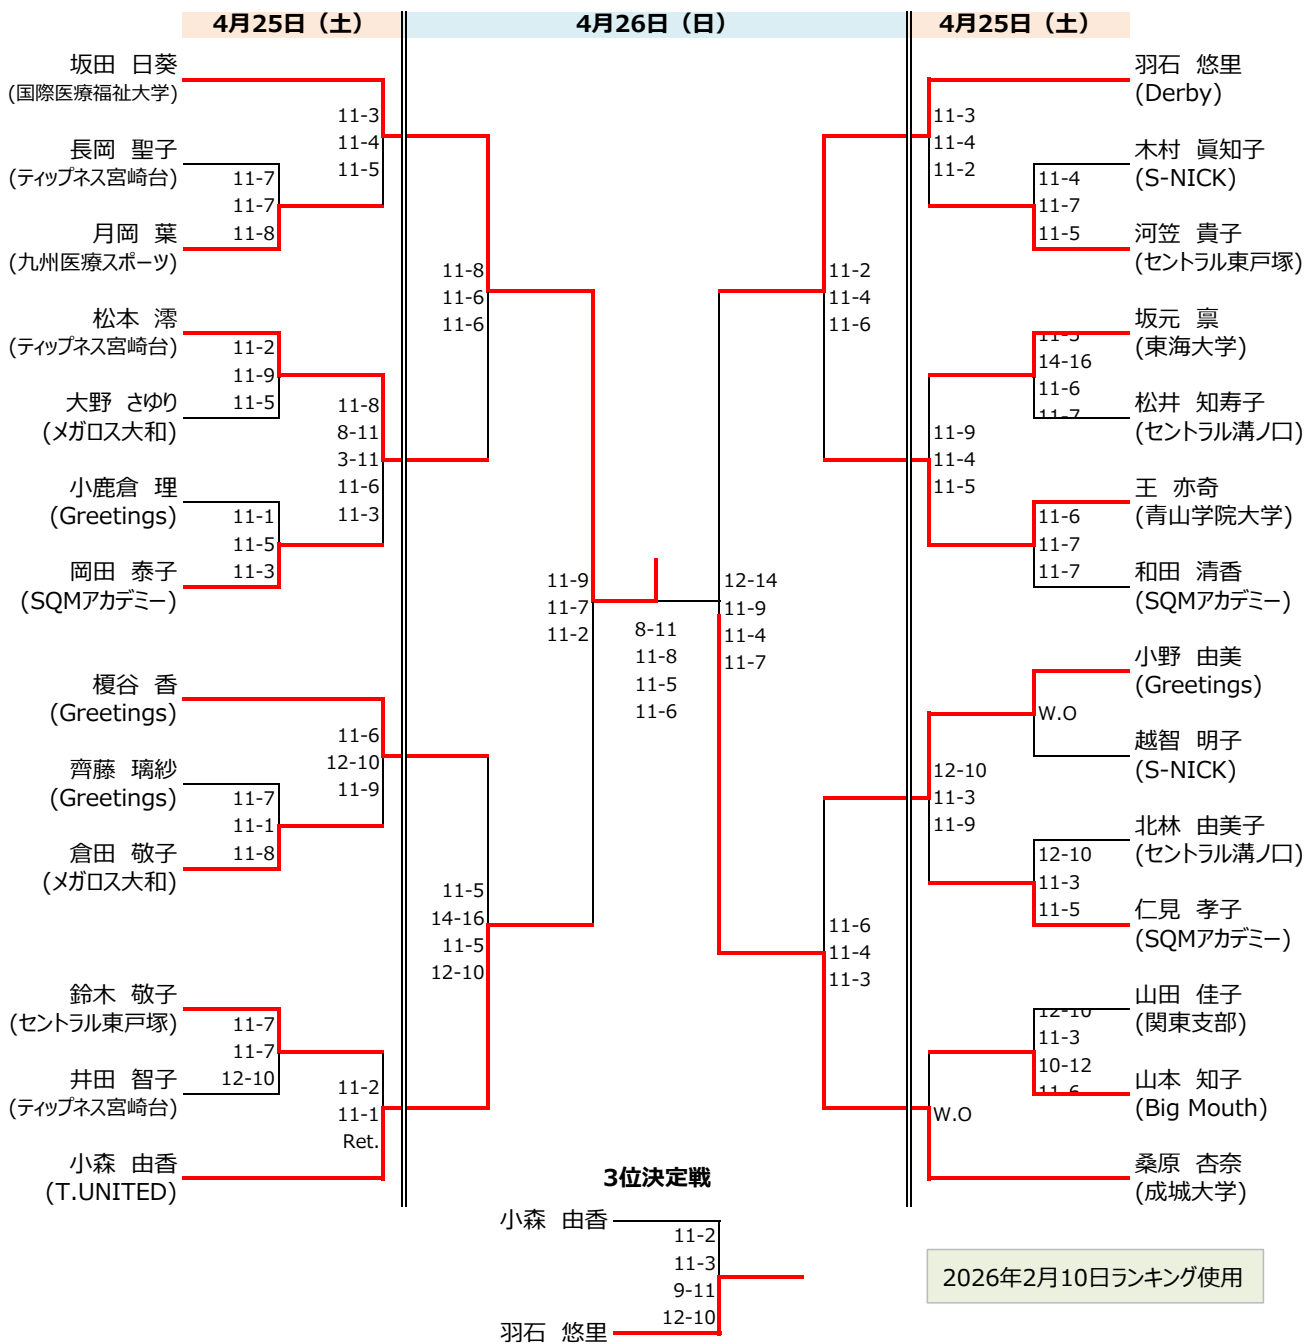 4月25日（土）
4月26日（日）
4月25日（土）
坂田 日葵
(国際医療福祉大学)
11-3
11-4
11-5
長岡 聖子
(ティップネス宮崎台)
11-7
11-7
11-8
月岡 葉
(九州医療スポーツ)
11-8
11-6
11-6
松本 澪
(ティップネス宮崎台)
11-2
11-9
11-5
大野 さゆり
(メガロス大和)
11-8
8-11
3-11
11-6
11-3
小鹿倉 理
(Greetings)
11-1
11-5
11-3
岡田 泰子
(SQMアカデミー)
11-9
11-7
11-2
榎谷 香
(Greetings)
11-6
12-10
11-9
齊藤 璃紗
(Greetings)
11-7
11-1
11-8
倉田 敬子
(メガロス大和)
11-5
14-16
11-5
12-10
鈴木 敬子
(セントラル東戸塚)
11-7
11-7
12-10
井田 智子
(ティップネス宮崎台)
11-2
11-1
Ret.
小森 由香
(T.UNITED)
8-11
11-8
11-5
11-6
12-14
11-9
11-4
11-7
羽石 悠里
(Derby)
11-3
11-4
11-2
木村 眞知子
(S-NICK)
11-4
11-7
11-5
河笠 貴子
(セントラル東戸塚)
11-2
11-4
11-6
坂元 禀
(東海大学)
14-16
11-6
11-7
松井 知寿子
(セントラル溝ノ口)
11-9
11-4
11-5
王 亦奇
(青山学院大学)
11-6
11-7
11-7
和田 清香
(SQMアカデミー)
小野 由美
(Greetings)
W.O
越智 明子
(S-NICK)
12-10
11-3
11-9
北林 由美子
(セントラル溝ノ口)
12-10
11-3
11-5
仁見 孝子
(SQMアカデミー)
11-6
11-4
11-3
山田 佳子
(関東支部)
12-10
11-3
10-12
11-6
山本 知子
(Big Mouth)
W.O
桑原 杏奈
(成城大学)
3位決定戦
小森 由香
11-2
11-3
9-11
12-10
羽石 悠里
2026年2月10日ランキング使用